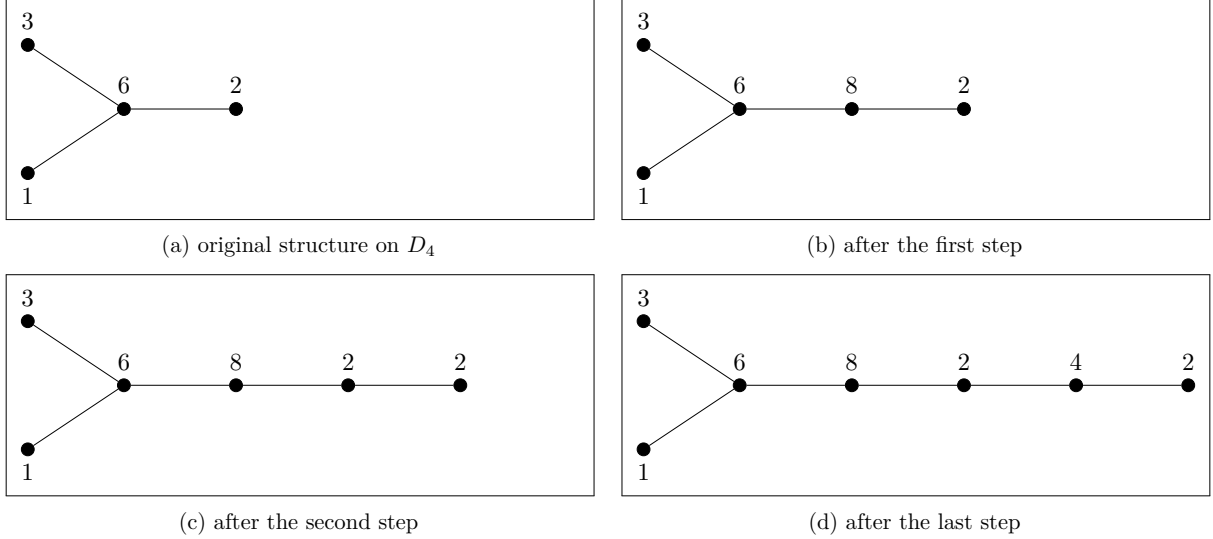 3
6 2
1
(a) original structure on $D_4$
3
6 8 2
1
(b) after the first step
3
6 8 2 2
1
(c) after the second step
3
6 8 2 4 2
1
(d) after the last step